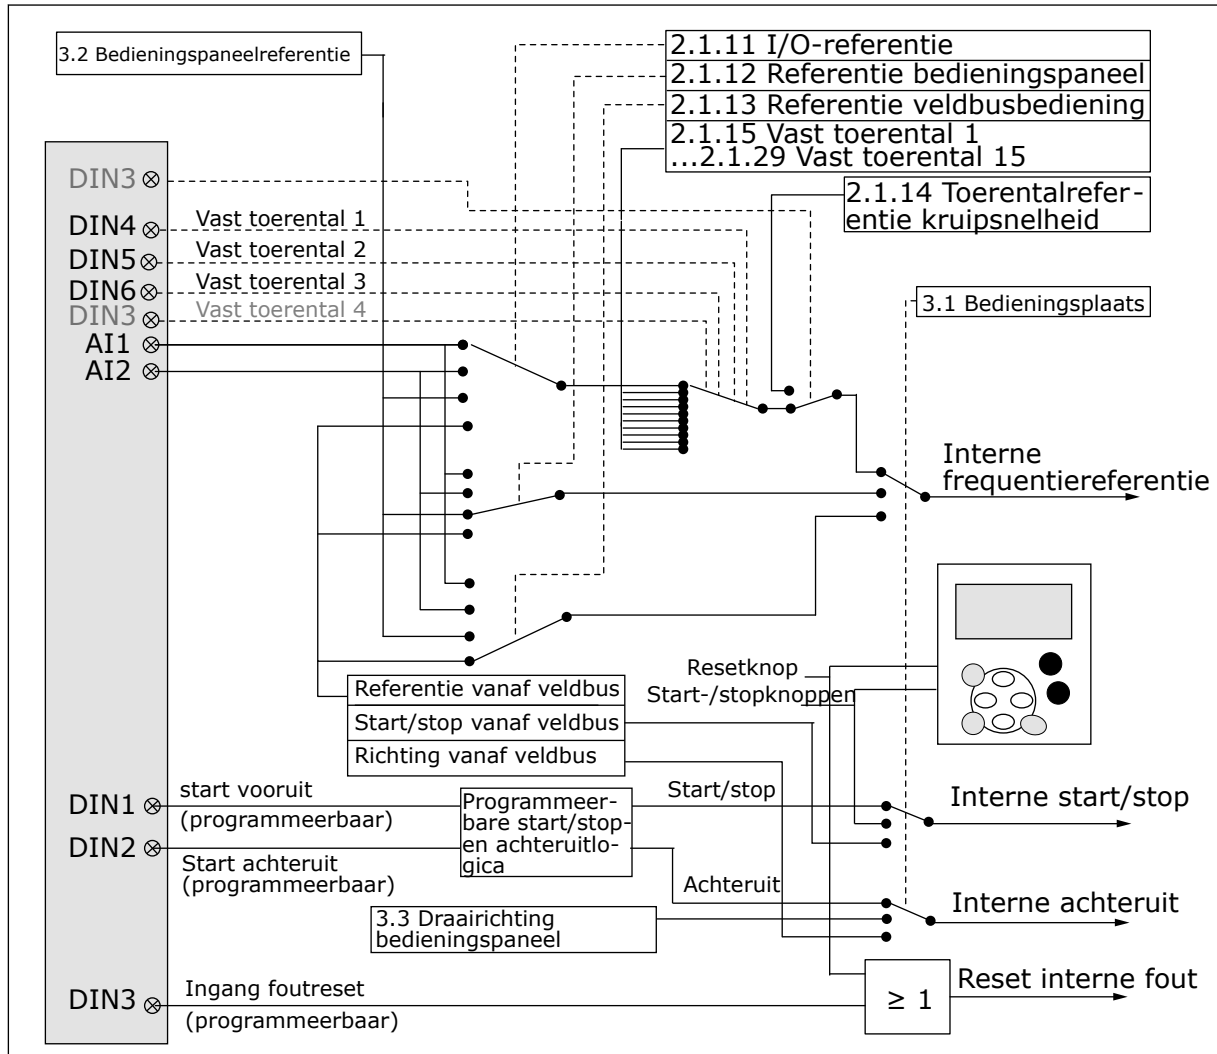 3.2 Bedieningspaneelreferentie
2.1.11 I/O-referentie
2.1.12 Referentie bedieningspaneel
2.1.13 Referentie veldbusbediening
2.1.15 Vast toerental 1
...2.1.29 Vast toerental 15
2.1.14 Toerentalrefer-
entie kruipsnelheid
DIN3
DIN4
Vast toerental 1
DIN5
Vast toerental 2
DIN6
Vast toerental 3
DIN3
Vast toerental 4
3.1 Bedieningsplaats
AI1
AI2
Interne
frequentiereferentie
Resetknop
Start-/stopknoppen
Referentie vanaf veldbus
Start/stop vanaf veldbus
Richting vanaf veldbus
DIN1
start vooruit
(programmeerbaar)
Programmeer-
bare start/stop-
en achteruitlo-
gica
Start/stop
Interne start/stop
DIN2
Start achteruit
(programmeerbaar)
Achteruit
Interne achteruit
3.3 Draairichting
bedieningspaneel
DIN3
Ingang foutreset
(programmeerbaar)
≥ 1
Reset interne fout